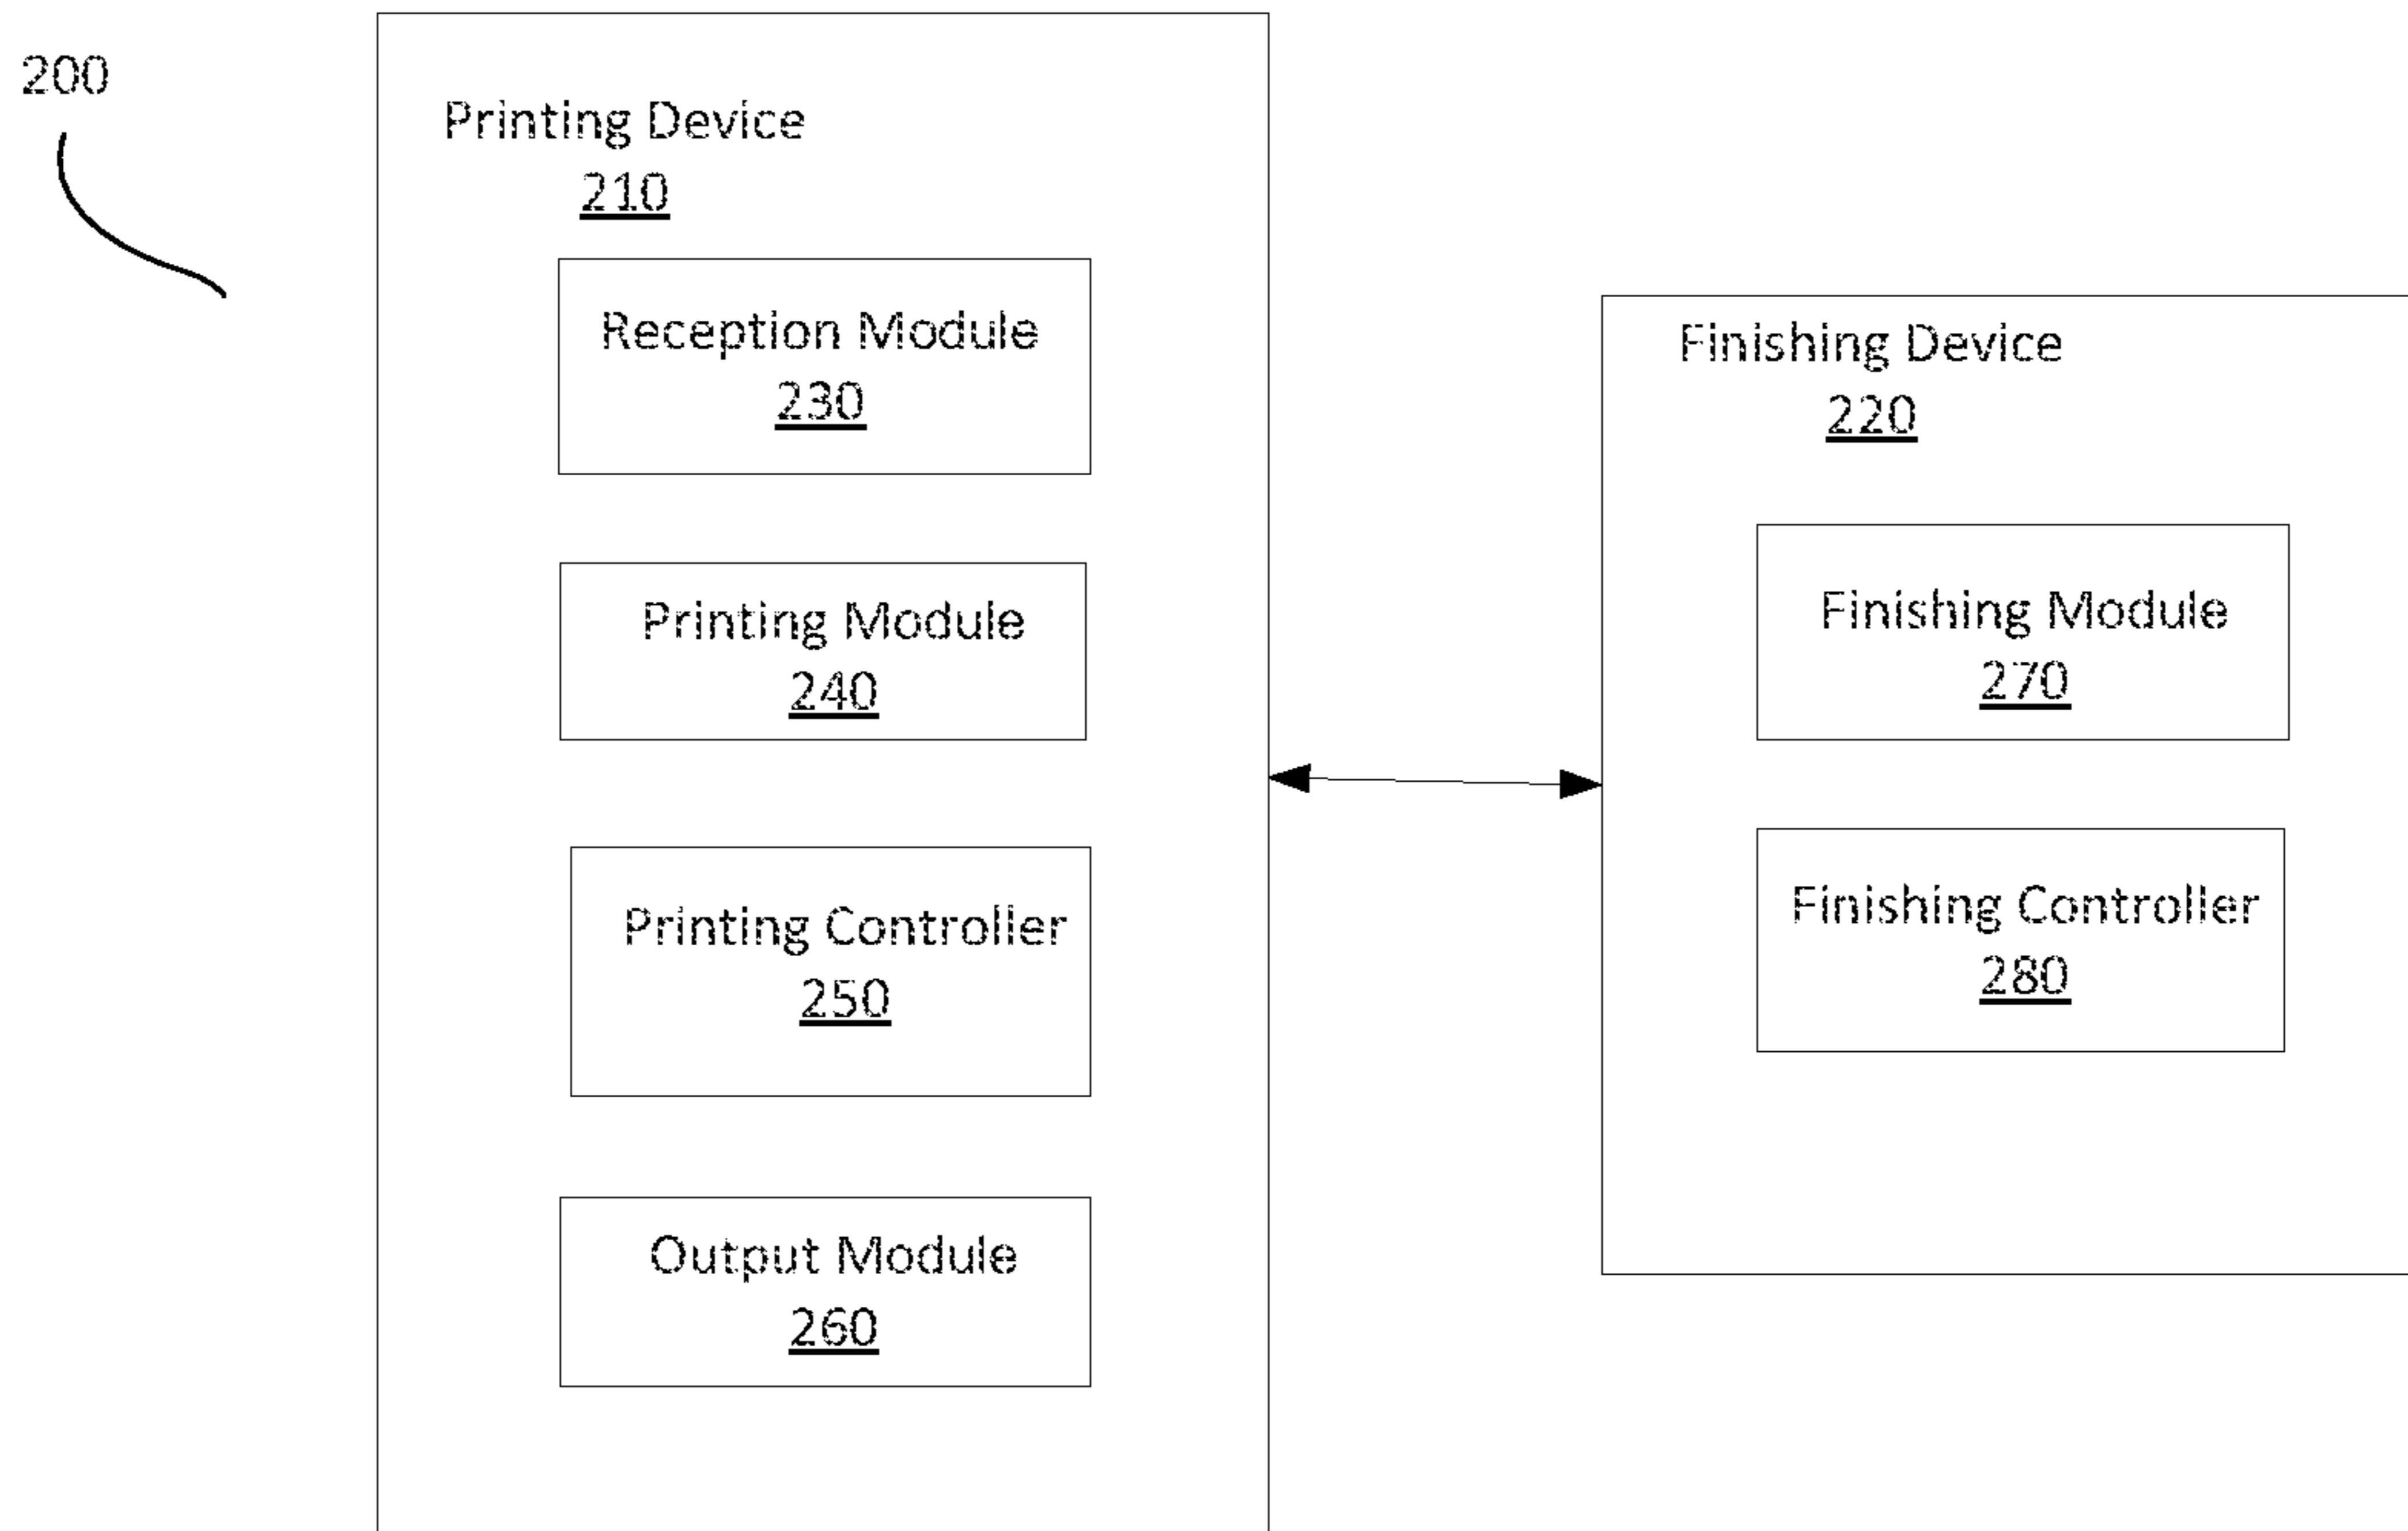 200
Printing Device
210
Reception Module
230
Printing Module
240
Printing Controller
250
Output Module
260
Finishing Device
220
Finishing Module
270
Finishing Controller
280